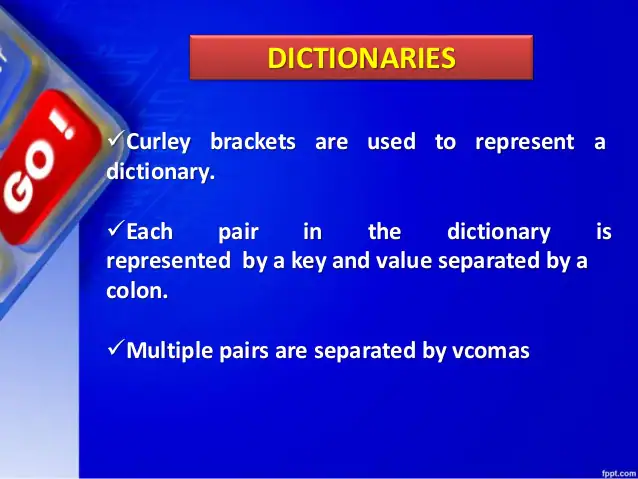 DICTIONARIES
GO!
✓Curley brackets are used to represent a
dictionary.
✓Each pair in the dictionary is
represented by a key and value separated by a
colon.
✓Multiple pairs are separated by vcomas
fppt.com